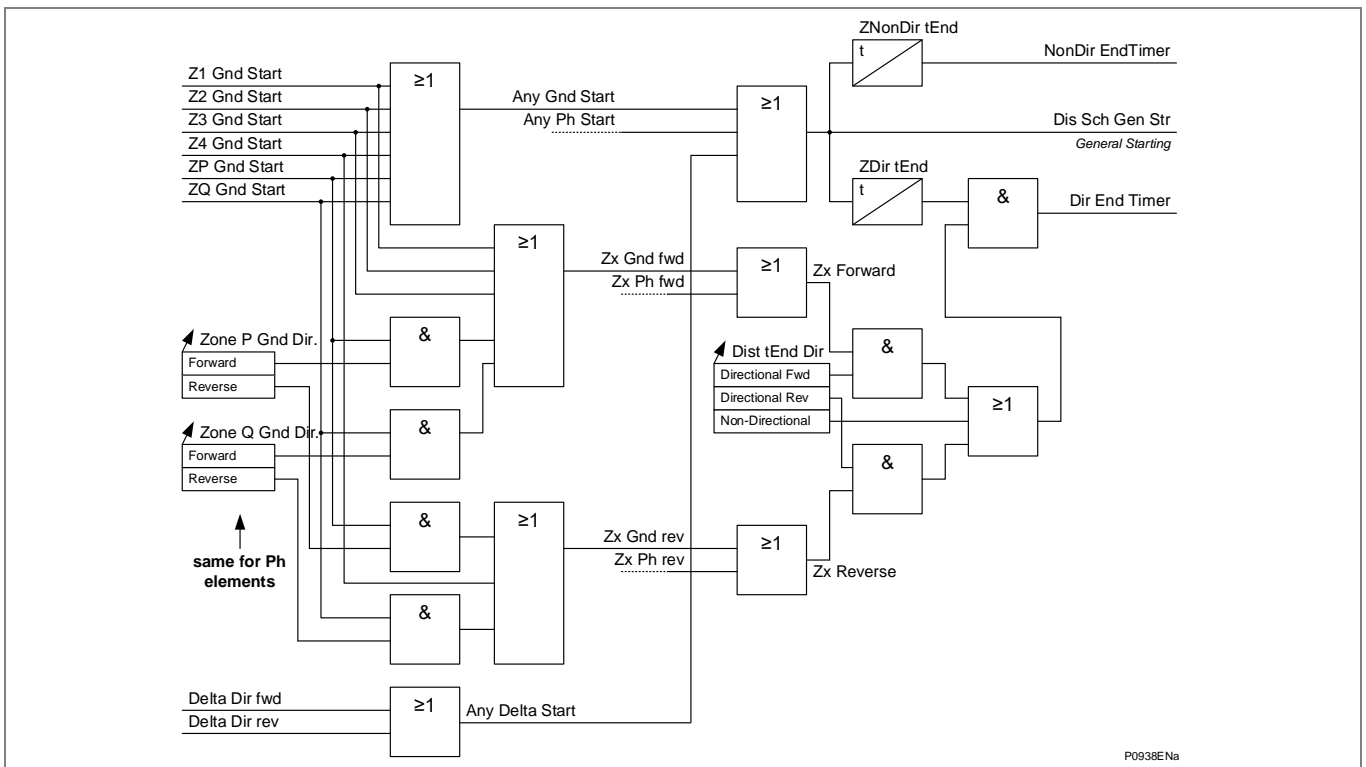 ZNonDir tEnd
t
NonDir EndTimer
Z1 Gnd Start
Z2 Gnd Start
Z3 Gnd Start
Z4 Gnd Start
ZP Gnd Start
ZQ Gnd Start
≥1
Any Gnd Start
Any Ph Start
≥1
Dis Sch Gen Str
General Starting
ZDir tEnd
t
&
Dir End Timer
≥1
Zx Gnd fwd
Zx Ph fwd
≥1
Zx Forward
Zone P Gnd Dir.
Forward
Reverse
&
Dist tEnd Dir
Directional Fwd
Directional Rev
Non-Directional
&
≥1
Zone Q Gnd Dir.
Forward
Reverse
&
&
same for Ph
elements
&
≥1
Zx Gnd rev
Zx Ph rev
≥1
Zx Reverse
&
Delta Dir fwd
Delta Dir rev
≥1
Any Delta Start
P0938ENa